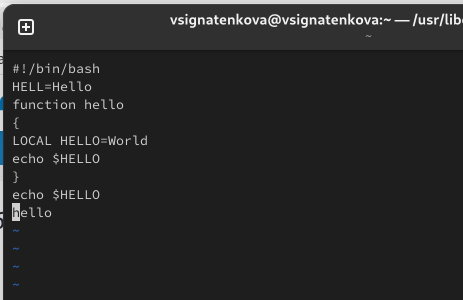 vsignatenkova@vsignatenkova:~ — /usr/lib
~
#!/bin/bash
HELL=Hello
function hello
{
LOCAL HELLO=World
echo $HELLO
}
echo $HELLO
hello
~
~
~
~